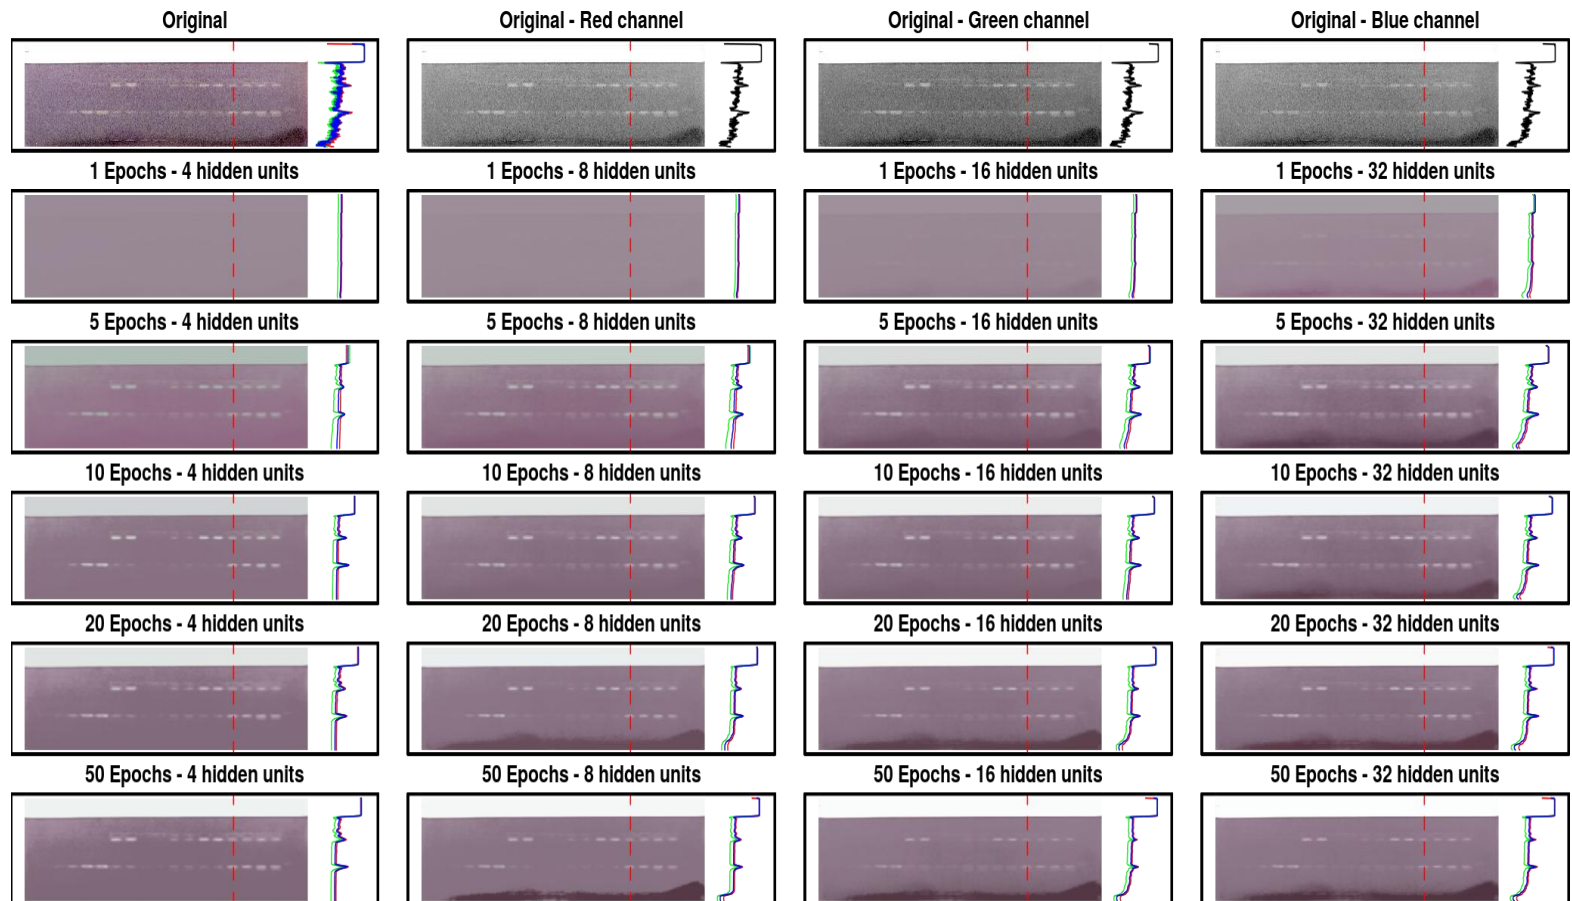 Original
Original - Red channel
Original - Green channel
Original - Blue channel
1 Epochs - 4 hidden units
1 Epochs - 8 hidden units
1 Epochs - 16 hidden units
1 Epochs - 32 hidden units
5 Epochs - 4 hidden units
5 Epochs - 8 hidden units
5 Epochs - 16 hidden units
5 Epochs - 32 hidden units
10 Epochs - 4 hidden units
10 Epochs - 8 hidden units
10 Epochs - 16 hidden units
10 Epochs - 32 hidden units
20 Epochs - 4 hidden units
20 Epochs - 8 hidden units
20 Epochs - 16 hidden units
20 Epochs - 32 hidden units
50 Epochs - 4 hidden units
50 Epochs - 8 hidden units
50 Epochs - 16 hidden units
50 Epochs - 32 hidden units